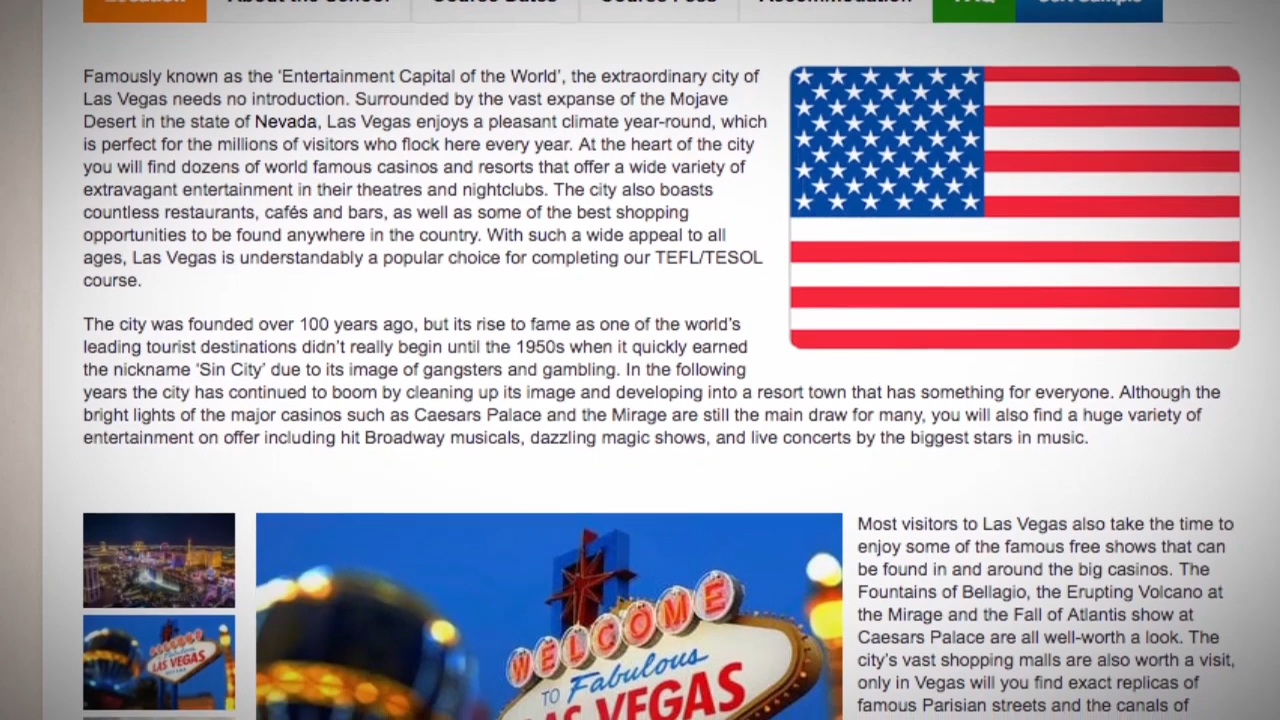 Location About the School Course Dates Course Fees Accommodation FAQ Cert Sample
Famously known as the ‘Entertainment Capital of the World’, the extraordinary city of
Las Vegas needs no introduction. Surrounded by the vast expanse of the Mojave
Desert in the state of Nevada, Las Vegas enjoys a pleasant climate year-round, which
is perfect for the millions of visitors who flock here every year. At the heart of the city
you will find dozens of world famous casinos and resorts that offer a wide variety of
extravagant entertainment in their theatres and nightclubs. The city also boasts
countless restaurants, cafés and bars, as well as some of the best shopping
opportunities to be found anywhere in the country. With such a wide appeal to all
ages, Las Vegas is understandably a popular choice for completing our TEFL/TESOL
course.
The city was founded over 100 years ago, but its rise to fame as one of the world’s
leading tourist destinations didn’t really begin until the 1950s when it quickly earned
the nickname ‘Sin City’ due to its image of gangsters and gambling. In the following
years the city has continued to boom by cleaning up its image and developing into a resort town that has something for everyone. Although the
bright lights of the major casinos such as Caesars Palace and the Mirage are still the main draw for many, you will also find a huge variety of
entertainment on offer including hit Broadway musicals, dazzling magic shows, and live concerts by the biggest stars in music.
LAS VEGAS
WELCOME
TO Fabulous
LAS VEGAS
Most visitors to Las Vegas also take the time to
enjoy some of the famous free shows that can
be found in and around the big casinos. The
Fountains of Bellagio, the Erupting Volcano at
the Mirage and the Fall of Atlantis show at
Caesars Palace are all well-worth a look. The
city’s vast shopping malls are also worth a visit,
only in Vegas will you find exact replicas of
famous Parisian streets and the canals of